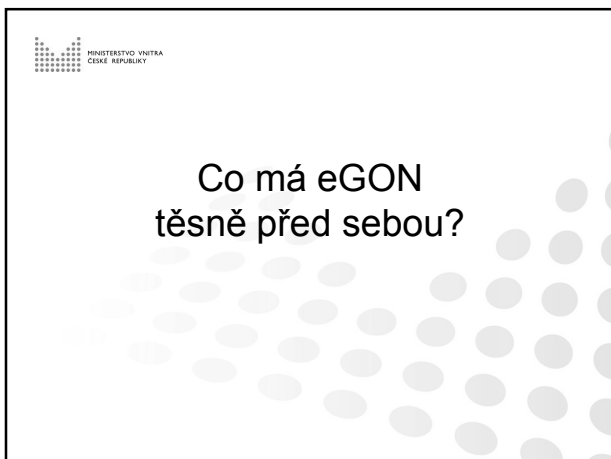 MINISTERSTVO VNITRA
ČESKÉ REPUBLIKY
Co má eGON
těsně před sebou?